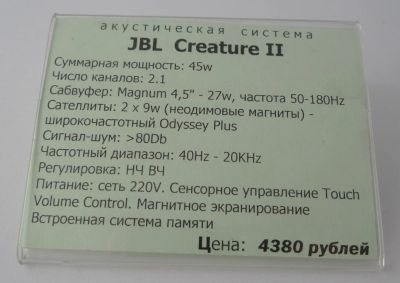 акустическая система
JBL Creature II
Суммарная мощность: 45w
Число каналов: 2.1
Сабвуфер: Magnum 4,5" - 27w, частота 50-180Hz
Сателлиты: 2 x 9w (неодимовые магниты) -
широкочастотный Odyssey Plus
Сигнал-шум: >80Db
Частотный диапазон: 40Hz - 20KHz
Регулировка: НЧ ВЧ
Питание: сеть 220V. Сенсорное управление Touch
Volume Control. Магнитное экранирование
Встроенная система памяти
Цена: 4380 рублей